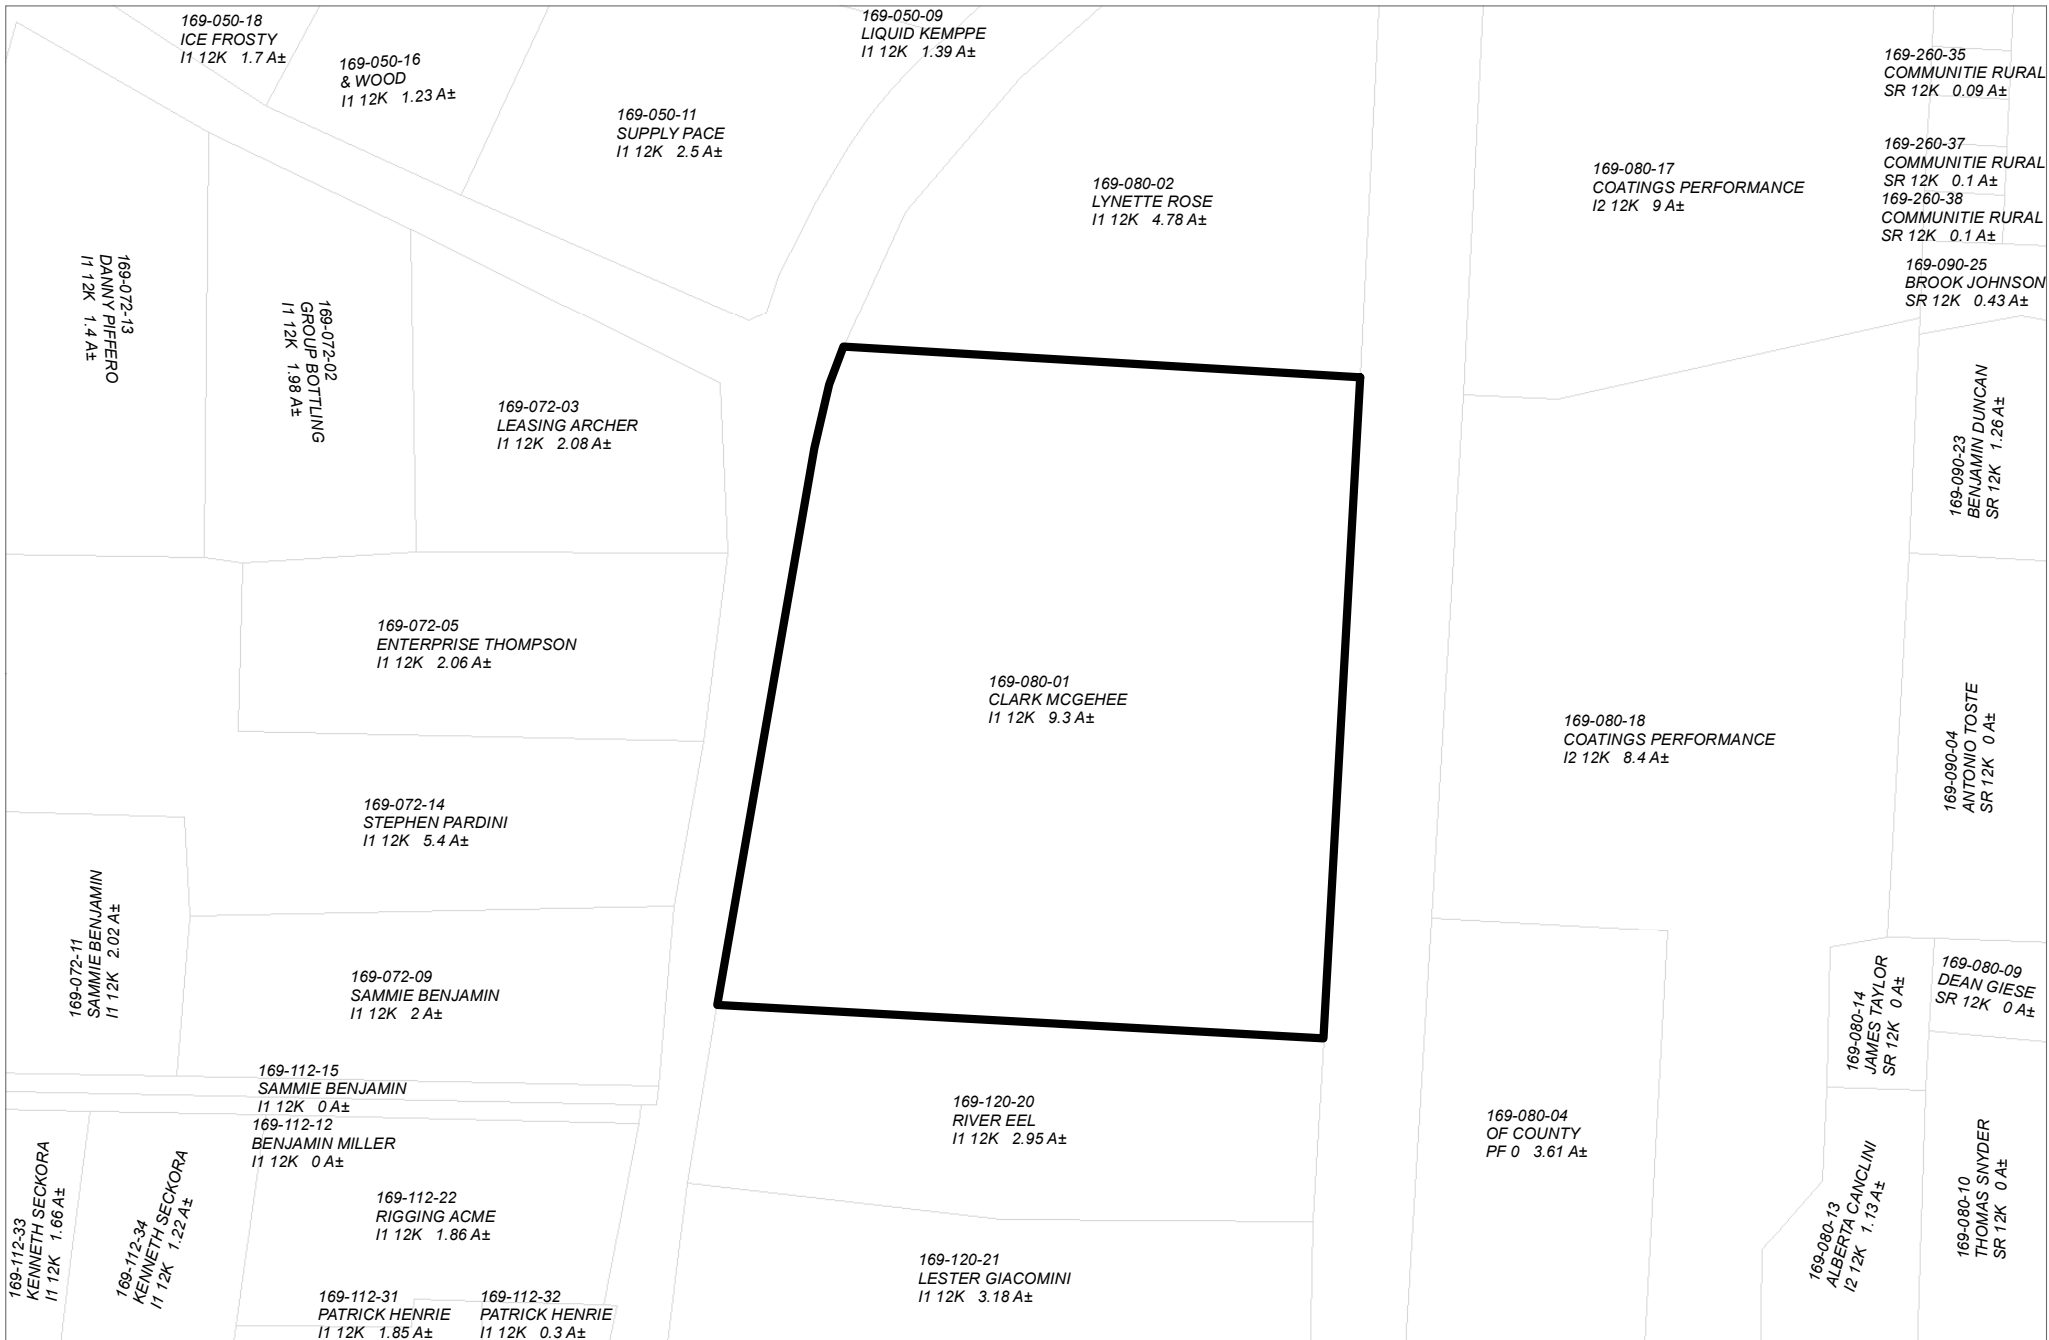 169-050-18
ICE FROSTY
I1 12K 1.7 A±
169-050-16
& WOOD
I1 12K 1.23 A±
169-050-09
LIQUID KEMPPE
I1 12K 1.39 A±
169-050-11
SUPPLY PACE
I1 12K 2.5 A±
169-080-02
LYNETTE ROSE
I1 12K 4.78 A±
169-080-17
COATINGS PERFORMANCE
I2 12K 9 A±
169-260-35
COMMUNITIE RURAL
SR 12K 0.09 A±
169-260-37
COMMUNITIE RURAL
SR 12K 0.1 A±
169-260-38
COMMUNITIE RURAL
SR 12K 0.1 A±
169-090-25
BROOK JOHNSON
SR 12K 0.43 A±
169-072-13
DANNY PIFFERO
I1 12K 1.4 A±
169-072-02
GROUP BOTTLING
I1 12K 1.98 A±
169-072-03
LEASING ARCHER
I1 12K 2.08 A±
169-090-23
BENJAMIN DUNCAN
SR 12K 1.26 A±
169-072-05
ENTERPRISE THOMPSON
I1 12K 2.06 A±
169-080-01
CLARK MCGEHEE
I1 12K 9.3 A±
169-080-18
COATINGS PERFORMANCE
I2 12K 8.4 A±
169-090-04
ANTONIO TOSTE
SR 12K 0 A±
169-072-14
STEPHEN PARDINI
I1 12K 5.4 A±
169-072-11
SAMMIE BENJAMIN
I1 12K 2.02 A±
169-072-09
SAMMIE BENJAMIN
I1 12K 2 A±
169-080-14
JAMES TAYLOR
SR 12K 0 A±
169-080-09
DEAN GIESE
SR 12K 0 A±
169-112-15
SAMMIE BENJAMIN
I1 12K 0 A±
169-112-12
BENJAMIN MILLER
I1 12K 0 A±
169-120-20
RIVER EEL
I1 12K 2.95 A±
169-080-04
OF COUNTY
PF 0 3.61 A±
169-112-33
KENNETH SECKORA
I1 12K 1.66 A±
169-112-34
KENNETH SECKORA
I1 12K 1.22 A±
169-112-22
RIGGING ACME
I1 12K 1.86 A±
169-080-13
ALBERTA CANCLINI
I2 12K 1.13 A±
169-080-10
THOMAS SNYDER
SR 12K 0 A±
169-120-21
LESTER GIACOMINI
I1 12K 3.18 A±
169-112-31
PATRICK HENRIE
I1 12K 1.85 A±
169-112-32
PATRICK HENRIE
I1 12K 0.3 A±